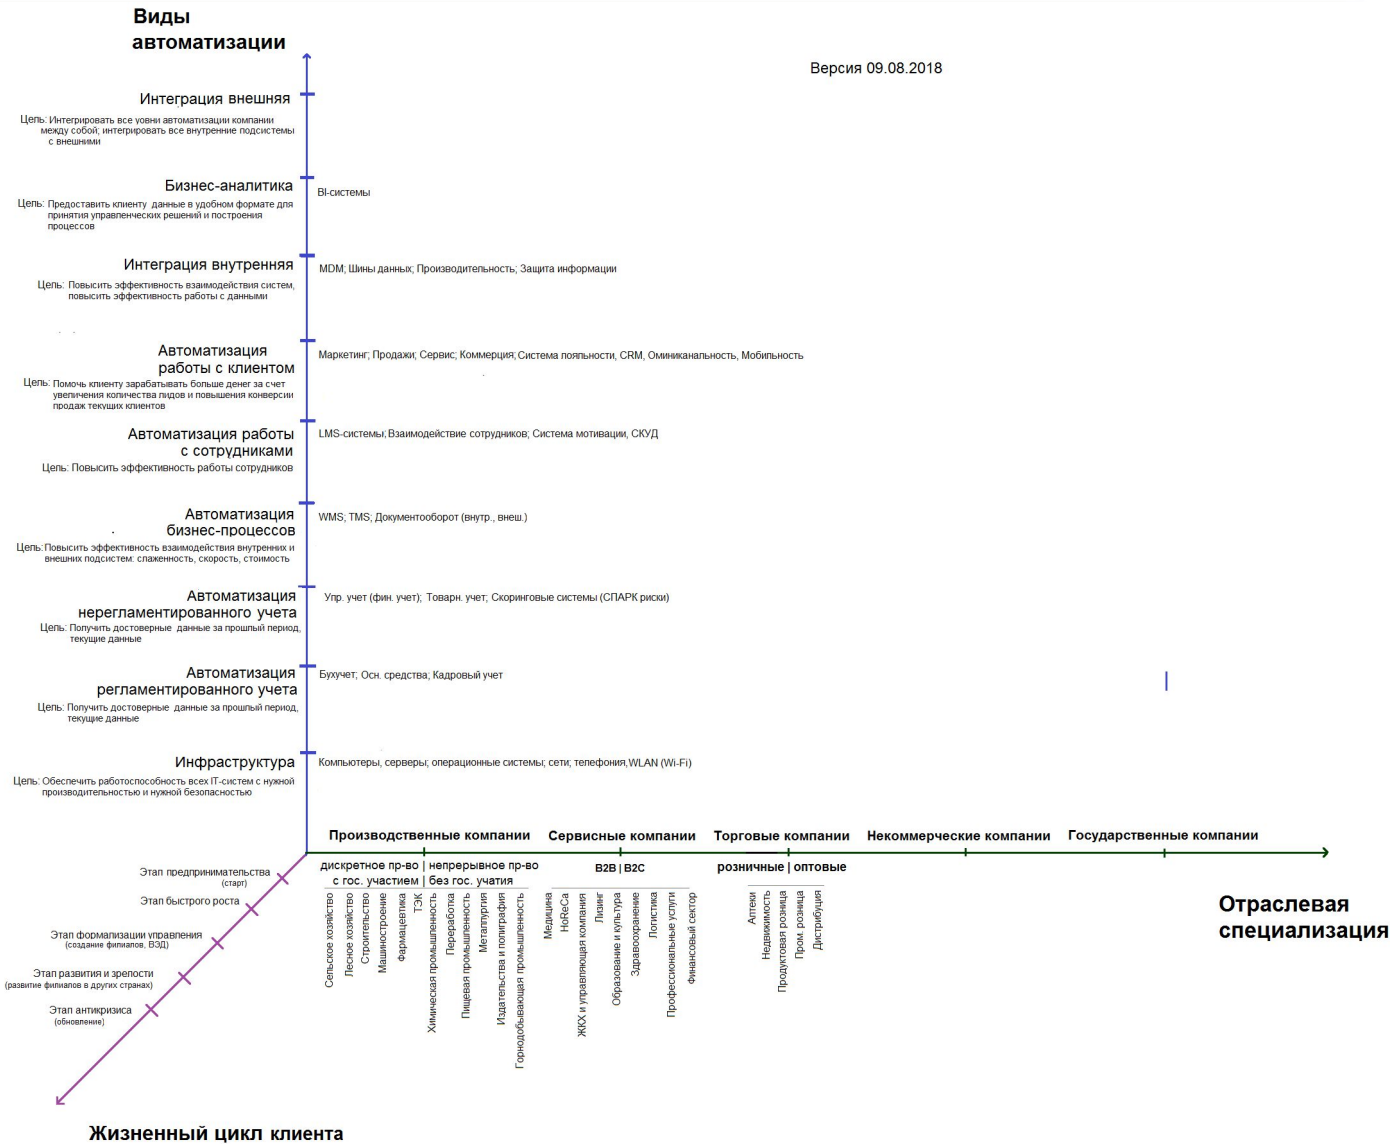 Виды
автоматизации
Версия 09.08.2018
Интеграция внешняя
Цель: Интегрировать все уовни автоматизации компании
между собой; интегрировать все внутренние подсистемы
с внешними
Бизнес-аналитика
BI-системы
Цель: Предоставить клиенту данные в удобном формате для
принятия управленческих решений и построения
процессов
Интеграция внутренняя
MDM; Шины данных; Производительность; Защита информации
Цель: Повысить эффективность взаимодействия систем,
повысить эффективность работы с данными
Автоматизация
работы с клиентом
Маркетинг; Продажи; Сервис; Коммерция; Система лояльности, CRM, Оминиканальность, Мобильность
Цель: Помочь клиенту зарабатывать больше денег за счет
увеличения количества лидов и повышения конверсии
продаж текущих клиентов
Автоматизация работы
с сотрудниками
LMS-системы; Взаимодействие сотрудников; Система мотивации, СКУД
Цель: Повысить эффективность работы сотрудников
Автоматизация
бизнес-процессов
WMS; TMS; Документооборот (внутр., внеш.)
Цель: Повысить эффективность взаимодействия внутренних и
внешних подсистем: слаженность, скорость, стоимость
Автоматизация
нерегламентированного учета
Упр. учет (фин. учет); Товарн. учет; Скоринговые системы (СПАРК риски)
Цель: Получить достоверные данные за прошлый период,
текущие данные
Автоматизация
регламентированного учета
Бухучет; Осн. средства; Кадровый учет
Цель: Получить достоверные данные за прошлый период,
текущие данные
Инфраструктура
Компьютеры, серверы; операционные системы; сети; телефония, WLAN (Wi-Fi)
Цель: Обеспечить работоспособность всех IT-систем с нужной
производительностью и нужной безопасностью
Производственные компании
Сервисные компании
Торговые компании
Некоммерческие компании
Государственные компании
дискретное пр-во | непрерывное пр-во
с гос. участием | без гос. учатия
B2B | B2C
розничные | оптовые
Сельское хозяйство
Лесное хозяйство
Строительство
Машиностроение
Фармацевтика
ТЭК
Химическая промышленность
Переработка
Пищевая промышленность
Металлургия
Издательства и полиграфия
Горнодобывающая промышленность
Медицина
HoReCa
ЖКХ и управляющая компания
Лизинг
Образование и культура
Здравоохранение
Логистика
Профессиональные услуги
Финансовый сектор
Аптеки
Недвижимость
Продуктовая розница
Пром. розница
Дистрибуция
Отраслевая
специализация
Этап предпринимательства
(старт)
Этап быстрого роста
Этап формализации управления
(создание филиалов, ВЭД)
Этап развития и зрелости
(развитие филиалов в других странах)
Этап антикризиса
(обновление)
Жизненный цикл клиента